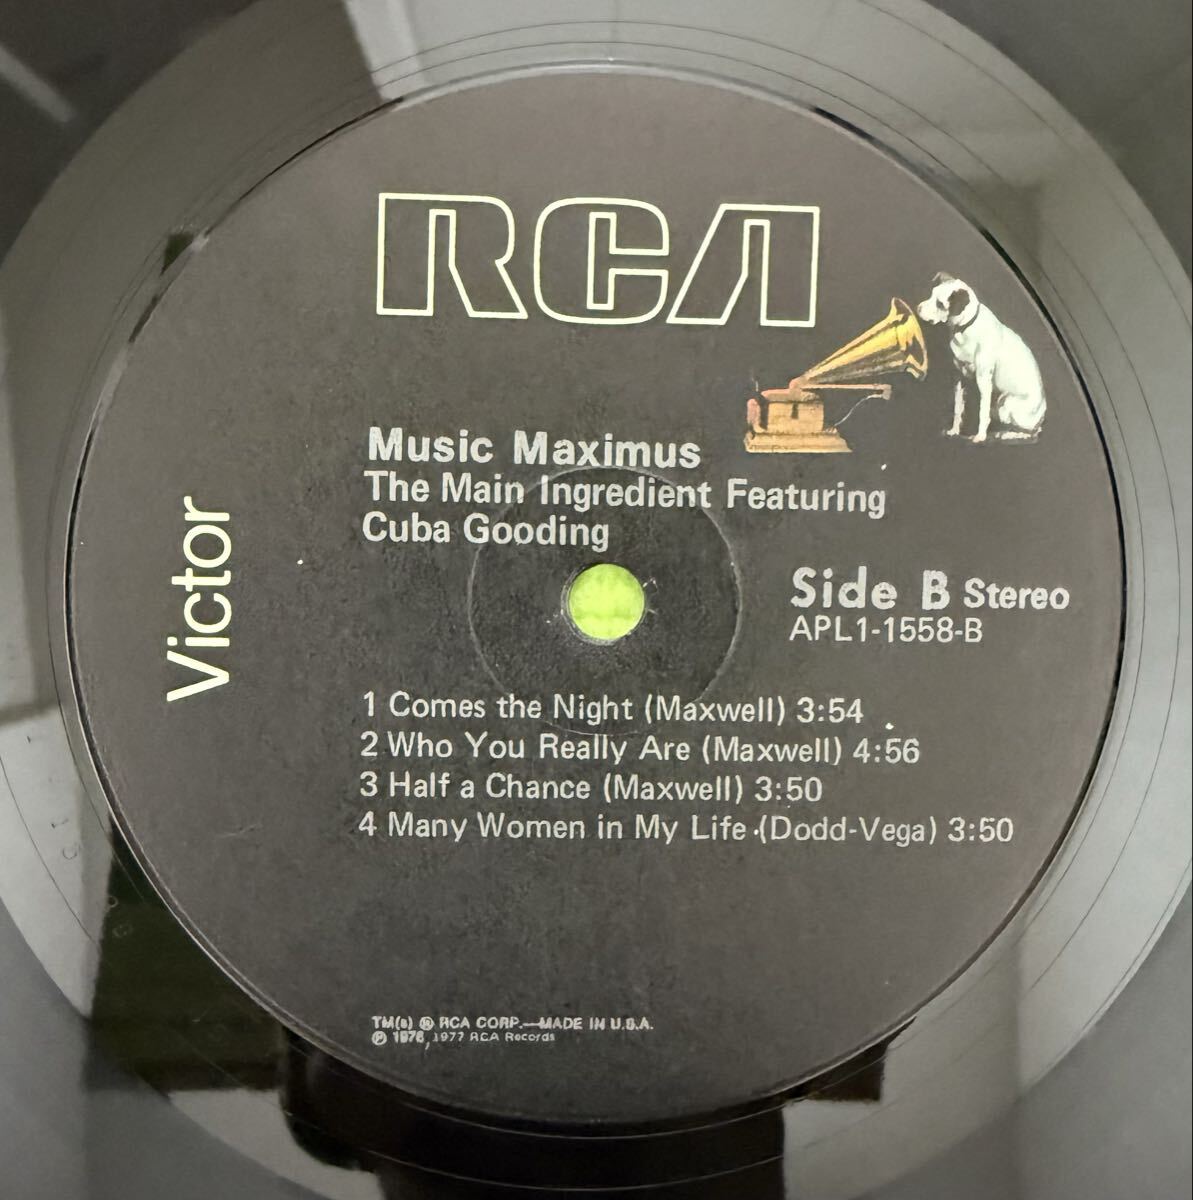 RCA
Victor
Music Maximus
The Main Ingredient Featuring
Cuba Gooding
Side B Stereo
APL1-1558-B
1 Comes the Night (Maxwell) 3:54
2 Who You Really Are (Maxwell) 4:56
3 Half a Chance (Maxwell) 3:50
4 Many Women in My Life (Dodd-Vega) 3:50
TM(s) ® RCA CORP.—MADE IN U.S.A.
℗ 1976, 1977 RCA Records